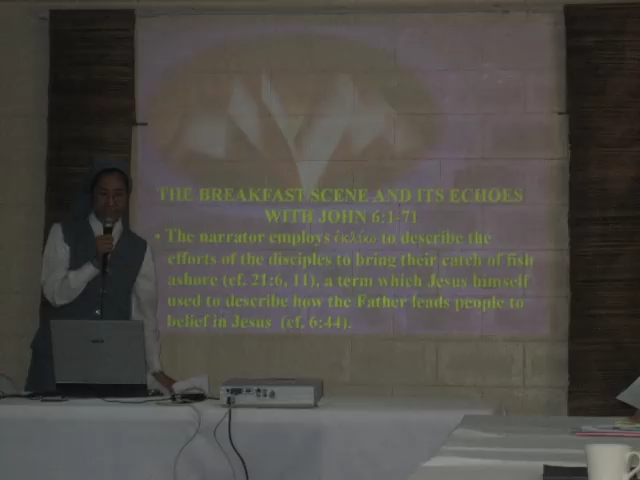 THE BREAKFAST SCENE AND ITS ECHOES
WITH JOHN 6:1-71
• The narrator employs to describe the
efforts of the disciples to bring their catch of fish
ashore (cf. 21:6, 11), a term which Jesus himself
used to describe how the Father leads people to
belief in Jesus (cf. 6:44).